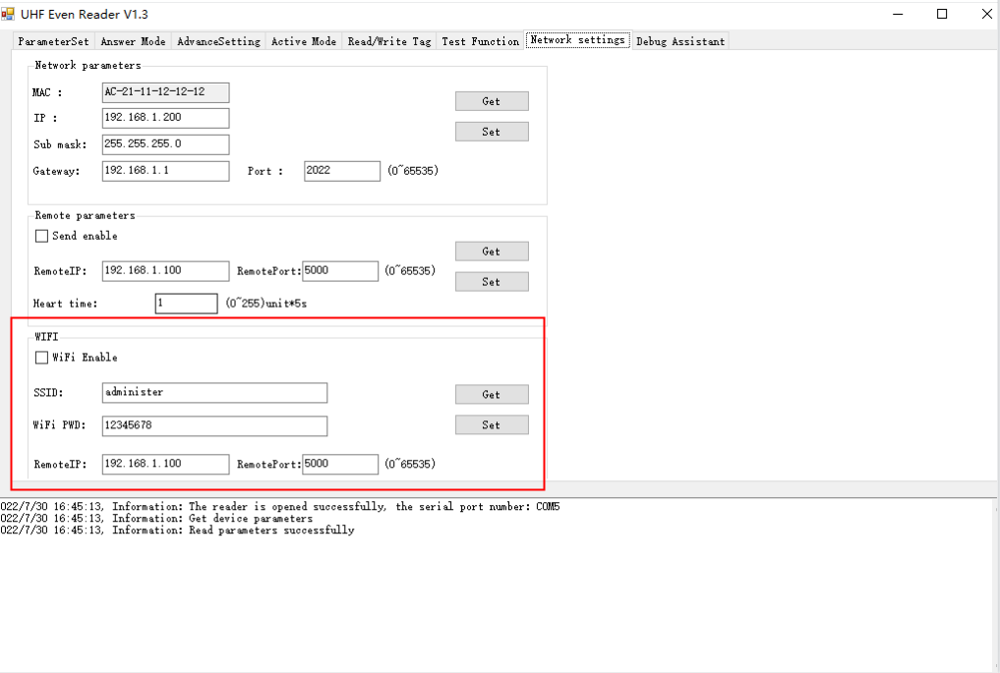 UHF Even Reader V1.3
ParameterSet Answer Mode AdvanceSetting Active Mode Read/Write Tag Test Function Network settings Debug Assistant
Network parameters
MAC : AC-21-11-12-12-12 Get
IP : 192.168.1.200
Set
Sub mask: 255.255.255.0
Gateway: 192.168.1.1 Port : 2022 (0~65535)
Remote parameters
Send enable
Get
RemoteIP: 192.168.1.100 RemotePort: 5000 (0~65535)
Set
Heart time: 1 (0~255)unit*5s
WIFI
WiFi Enable
SSID: administer Get
WiFi PWD: 12345678 Set
RemoteIP: 192.168.1.100 RemotePort: 5000 (0~65535)
022/7/30 16:45:13, Information: The reader is opened successfully, the serial port number: COM5
022/7/30 16:45:13, Information: Get device parameters
022/7/30 16:45:13, Information: Read parameters successfully